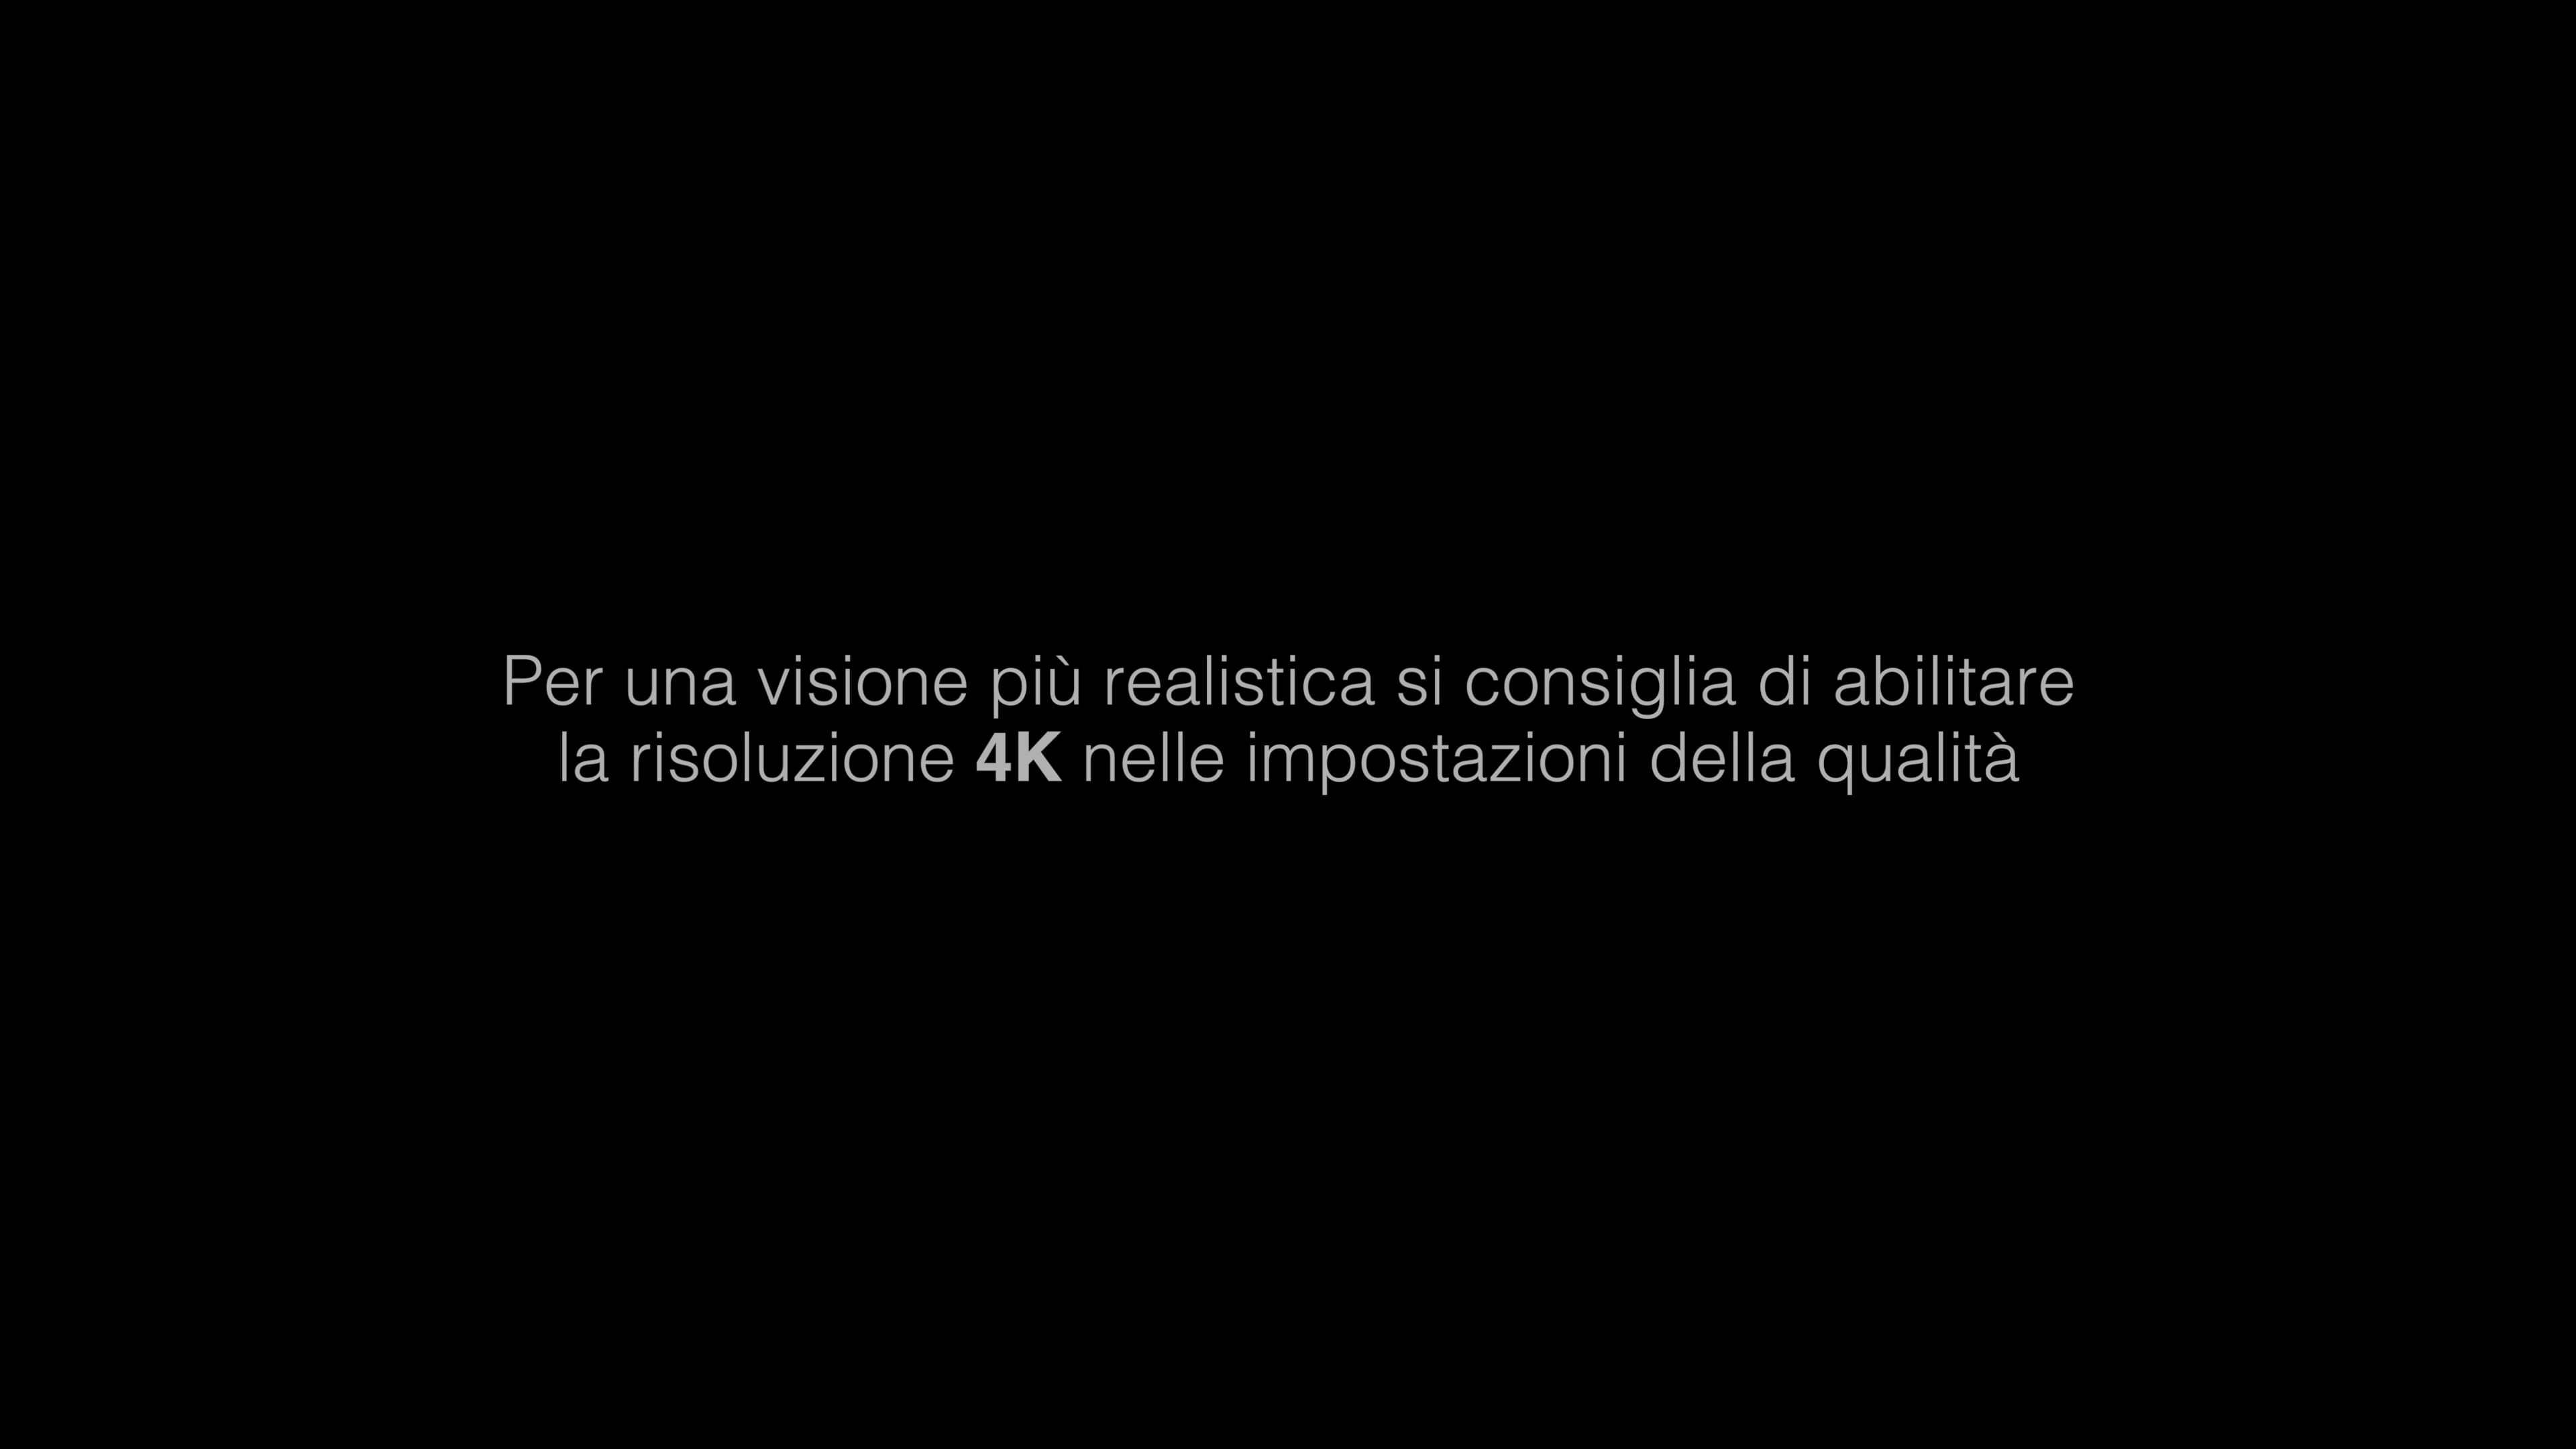 Per una visione più realistica si consiglia di abilitare
la risoluzione 4K nelle impostazioni della qualità